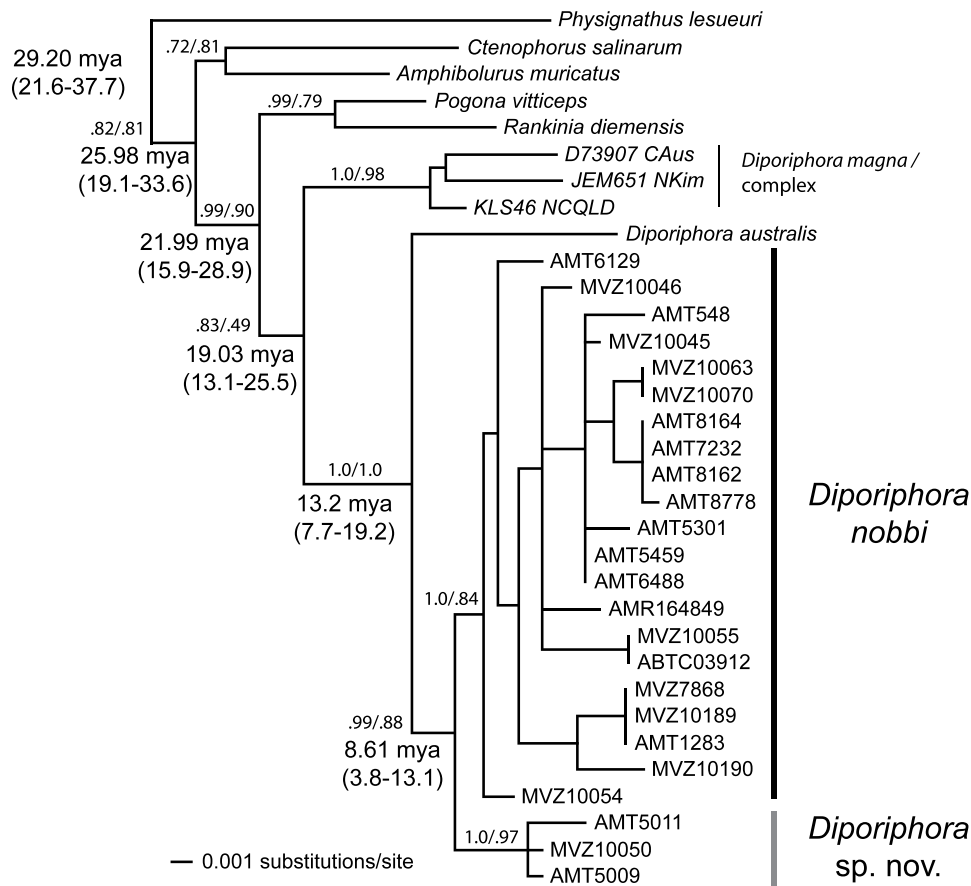 Physignathus lesueuri
29.20 mya
(21.6-37.7)
.72/.81
Ctenophorus salinarum
Amphibolurus muricatus
.82/.81
.99/.79
Pogona vitticeps
Rankinia diemensis
25.98 mya
(19.1-33.6)
1.0/.98
D73907 CAus
JEM651 NKim
KLS46 NCQLD
Diporiphora magna /
complex
.99/.90
21.99 mya
(15.9-28.9)
Diporiphora australis
AMT6129
MVZ10046
AMT548
.83/.49
MVZ10045
19.03 mya
(13.1-25.5)
MVZ10063
MVZ10070
AMT8164
AMT7232
AMT8162
AMT8778
1.0/1.0
13.2 mya
(7.7-19.2)
Diporiphora
nobbi
AMT5301
AMT5459
AMT6488
1.0/.84
AMR164849
MVZ10055
ABTC03912
MVZ7868
MVZ10189
AMT1283
MVZ10190
.99/.88
8.61 mya
(3.8-13.1)
MVZ10054
1.0/.97
AMT5011
MVZ10050
AMT5009
Diporiphora
sp. nov.
0.001 substitutions/site